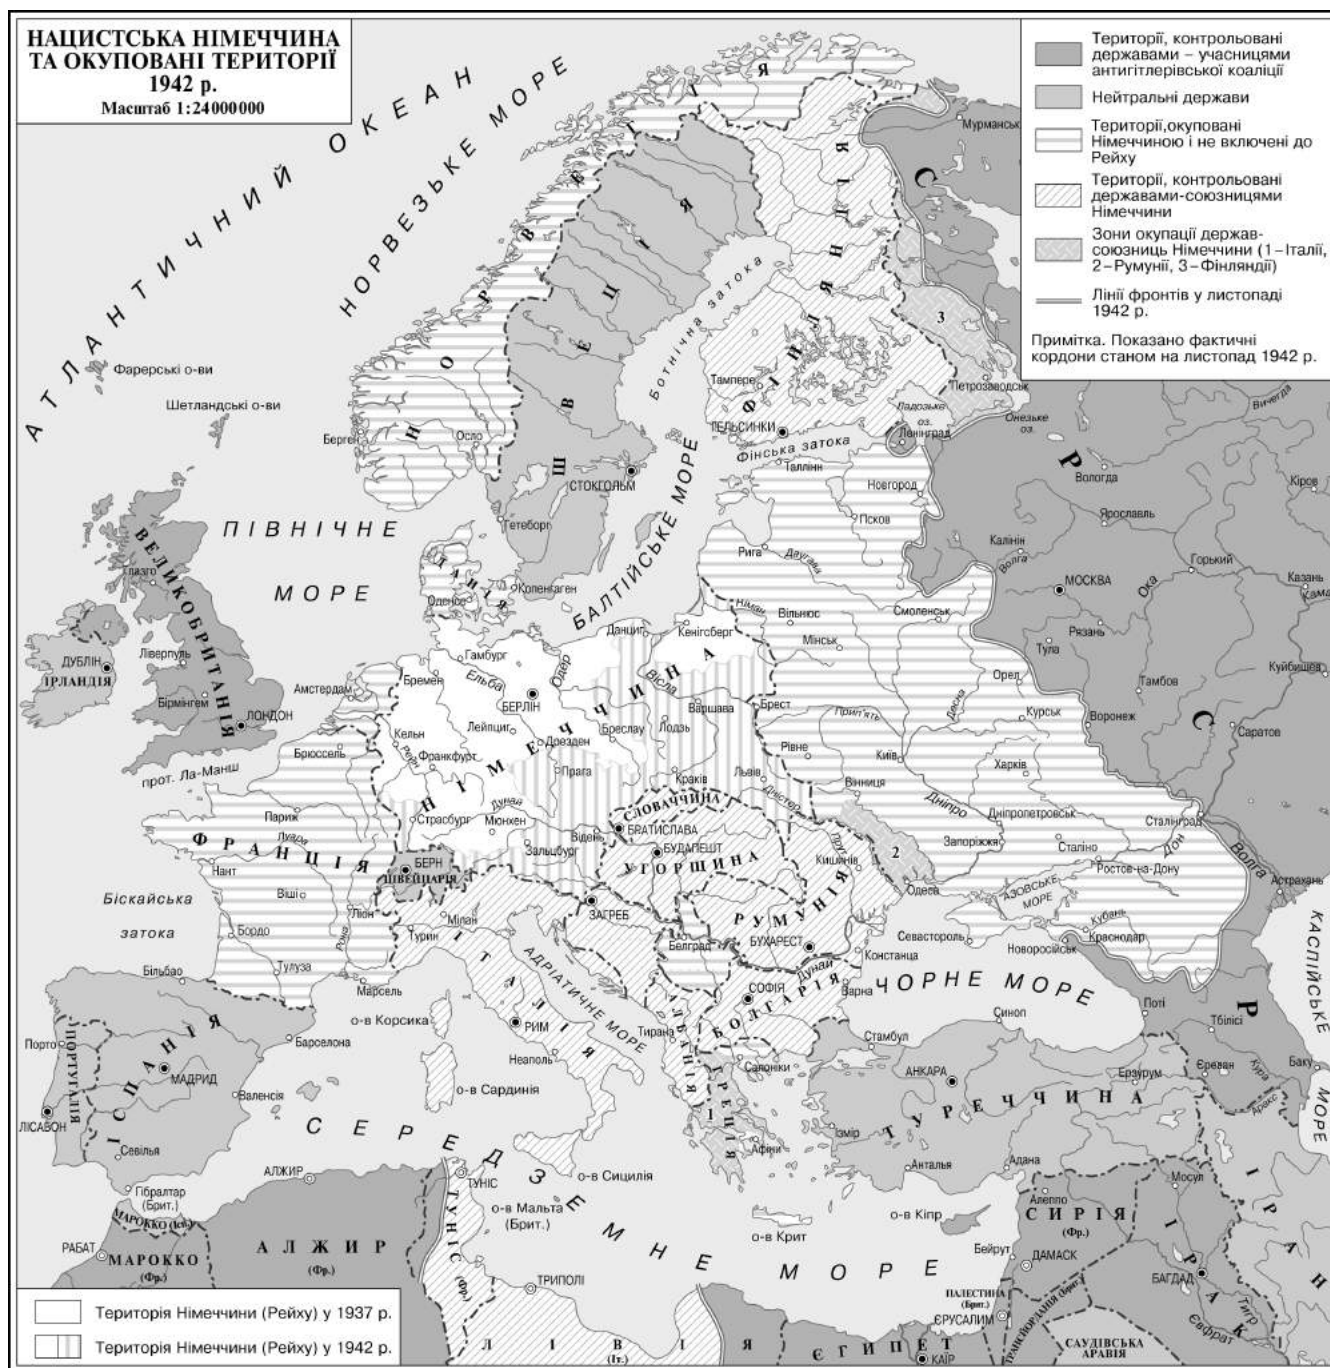 НАЦИСТСЬКА НІМЕЧЧИНА
ТА ОКУПОВАНІ ТЕРИТОРІЇ
1942 р.
Масштаб 1:24000000
Території, контрольовані
державами – учасницями
антигітлерівської коаліції
Нейтральні держави
Території,окуповані
Німеччиною і не включені до
Рейху
Території, контрольовані
державами-союзницями
Німеччини
Зони окупації держав-
союзниць Німеччини (1–Італії,
2–Румунії, 3–Фінляндії)
Лінії фронтів у листопаді
1942 р.
Примітка. Показано фактичні
кордони станом на листопад 1942 р.
АТЛАНТИЧНИЙ ОКЕАН
НОРВЕЗЬКЕ МОРЕ
НОРВЕГІЯ
ШВЕЦІЯ
ФІНЛЯНДІЯ
С Р С Р
Мурманськ
Фарерські о-ви
Шетландські о-ви
Ботнічна затока
3
Петрозаводськ
Тампере
Ладозьке
оз.
Онезьке
оз.
Вичегда
Берген
Осло
ГЕЛЬСИНКИ
Ленінград
Фінська затока
Таллінн
СТОКГОЛЬМ
Новгород
Вологда
Кіров
Гетеборг
Псков
Ярославль
ПІВНІЧНЕ
МОРЕ
БАЛТІЙСЬКЕ МОРЕ
Рига
Даугава
Калінін
Волга
Горький
Казань
Кама
МОСКВА
Ока
ВЕЛИКОБРИТАНІЯ
Глазго
ДАНІЯ
Оденсе
Копенгаген
Німан
Вільнюс
Смоленськ
Рязань
Данциг
Кенігсберг
Мінськ
Тула
ДУБЛІН
ІРЛАНДІЯ
Ліверпуль
Гамбург
Куйбишев
Бірмінгем
Амстердам
Бремен
Ельба
Одер
Вісла
Орел
Тамбов
БЕРЛІН
Варшава
Брест
Десна
ЛОНДОН
Прип'ять
Курськ
Воронеж
Саратов
Брюссель
Кельн
Лейпциг
Дрезден
Бреслау
Лодзь
НІМЕЧЧИНА
Рейн
Франкфурт
Рівне
Київ
прот. Ла-Манш
Прага
Краків
Львів
Харків
Вінниця
Дністер
Париж
Страсбург
Дунай
Мюнхен
СЛОВАЧЧИНА
Дніпро
Дніпропетровськ
Сталінград
Луара
ФРАНЦІЯ
Відень
БРАТИСЛАВА
Зальцбург
БУДАПЕШТ
Прут
Запоріжжя
Сталіно
Дон
Волга
2
Кишинів
Нант
БЕРН
ШВЕЙЦАРІЯ
УГОРЩИНА
Ростов-на-Дону
Одеса
Астрахань
АЗОВСЬКЕ
МОРЕ
Віші
Ліон
Мілан
ЗАГРЕБ
РУМУНІЯ
Біскайська
затока
Кубань
Краснодар
Бордо
Рона
Турин
Белград
БУХАРЕСТ
Севастороль
Новоросійськ
Більбао
Тулуза
Марсель
ІТАЛІЯ
АДРІАТИЧНЕ МОРЕ
Дунай
Констанца
КАСПІЙСЬКЕ
МОРЕ
СОФІЯ
БОЛГАРІЯ
Варна
ЧОРНЕ МОРЕ
Поті
о-в Корсика
РИМ
Тирана
АЛБАНІЯ
Синоп
Тбілісі
Порто
ПОРТУГАЛІЯ
ІСПАНІЯ
Барселона
Неаполь
Стамбул
Салоніки
Баку
МАДРИД
о-в Сардинія
АНКАРА
Ерзурум
Єреван
Кура
Аракс
Валенсія
ЛІСАБОН
1
ГРЕЦІЯ
ТУРЕЧЧИНА
СЕРЕДЗЕМНЕ МОРЕ
Афіни
Ізмір
Севілья
АЛЖИР
ТУНІС
о-в Сицилія
Анталья
Адана
Мосул
Гібралтар
(Брит.)
МАРОККО (Ісп.)
о-в Мальта
(Брит.)
о-в Крит
о-в Кіпр
Алеппо
СИРІЯ
(Фр.)
ІРАН
РАБАТ
МАРОККО
(Фр.)
АЛЖИР
(Фр.)
ТУНІС (Фр.)
Бейрут
ДАМАСК
ІРАК
БАГДАД
ТРИПОЛІ
ПАЛЕСТИНА
(Брит.)
Тигр
Євфрат
ЄРУСАЛИМ
ТРАНСЙОРДАНІЯ (Брит.)
ЛІВІЯ
(Іт.)
ЄГИПЕТ
КАЇР
САУДІВСЬКА
АРАВІЯ
Територія Німеччини (Рейху) у 1937 р.
Територія Німеччини (Рейху) у 1942 р.